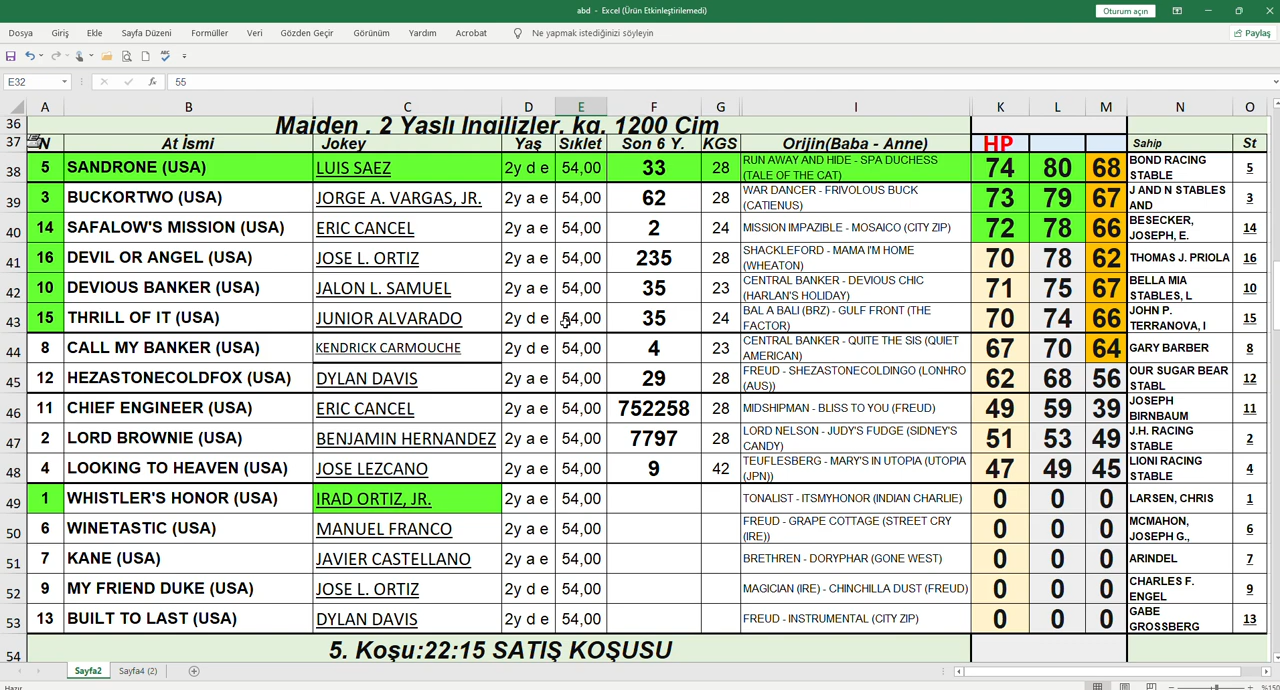 abd - Excel (Ürün Etkinleştirilemedi)
Oturum açın
Dosya Giriş Ekle Sayfa Düzeni Formüller Veri Gözden Geçir Görünüm Yardım Acrobat Ne yapmak istediğinizi söyleyin Paylaş
E32 fx 55
A B C D E F G I K L M N O
36 Maiden , 2 Yaşlı İngilizler, kg, 1200 Çim
37 N At İsmi Jokey Yaş Sıklet Son 6 Y. KGS Orijin(Baba - Anne) HP Sahip St
38 5 SANDRONE (USA) LUIS SAEZ 2y d e 54,00 33 28 RUN AWAY AND HIDE - SPA DUCHESS (TALE OF THE CAT) 74 80 68 BOND RACING STABLE 5
39 3 BUCKORTWO (USA) JORGE A. VARGAS, JR. 2y a e 54,00 62 28 WAR DANCER - FRIVOLOUS BUCK (CATIENUS) 73 79 67 J AND N STABLES AND 3
40 14 SAFALOW'S MISSION (USA) ERIC CANCEL 2y a e 54,00 2 24 MISSION IMPAZIBLE - MOSAICO (CITY ZIP) 72 78 66 BESECKER, JOSEPH, E. 14
41 16 DEVIL OR ANGEL (USA) JOSE L. ORTIZ 2y a e 54,00 235 28 SHACKLEFORD - MAMA I'M HOME (WHEATON) 70 78 62 THOMAS J. PRIOLA 16
42 10 DEVIOUS BANKER (USA) JALON L. SAMUEL 2y a e 54,00 35 23 CENTRAL BANKER - DEVIOUS CHIC (HARLAN'S HOLIDAY) 71 75 67 BELLA MIA STABLES, L 10
43 15 THRILL OF IT (USA) JUNIOR ALVARADO 2y d e 54,00 35 24 BAL A BALI (BRZ) - GULF FRONT (THE FACTOR) 70 74 66 JOHN P. TERRANOVA, I 15
44 8 CALL MY BANKER (USA) KENDRICK CARMOUCHE 2y d e 54,00 4 23 CENTRAL BANKER - QUITE THE SIS (QUIET AMERICAN) 67 70 64 GARY BARBER 8
45 12 HEZASTONECOLDFOX (USA) DYLAN DAVIS 2y d e 54,00 29 28 FREUD - SHEZASTONECOLDINGO (LONHRO (AUS)) 62 68 56 OUR SUGAR BEAR STABL 12
46 11 CHIEF ENGINEER (USA) ERIC CANCEL 2y a e 54,00 752258 28 MIDSHIPMAN - BLISS TO YOU (FREUD) 49 59 39 JOSEPH BIRNBAUM 11
47 2 LORD BROWNIE (USA) BENJAMIN HERNANDEZ 2y a e 54,00 7797 28 LORD NELSON - JUDY'S FUDGE (SIDNEY'S CANDY) 51 53 49 J.H. RACING STABLE 2
48 4 LOOKING TO HEAVEN (USA) JOSE LEZCANO 2y a e 54,00 9 42 TEUFLESBERG - MARY'S IN UTOPIA (UTOPIA (JPN)) 47 49 45 LIONI RACING STABLE 4
49 1 WHISTLER'S HONOR (USA) IRAD ORTIZ, JR. 2y a e 54,00 TONALIST - ITSMYHONOR (INDIAN CHARLIE) 0 0 0 LARSEN, CHRIS 1
50 6 WINETASTIC (USA) MANUEL FRANCO 2y d e 54,00 FREUD - GRAPE COTTAGE (STREET CRY (IRE)) 0 0 0 MCMAHON, JOSEPH G., 6
51 7 KANE (USA) JAVIER CASTELLANO 2y d e 54,00 BRETHREN - DORYPHAR (GONE WEST) 0 0 0 ARINDEL 7
52 9 MY FRIEND DUKE (USA) JOSE L. ORTIZ 2y d e 54,00 MAGICIAN (IRE) - CHINCHILLA DUST (FREUD) 0 0 0 CHARLES F. ENGEL 9
53 13 BUILT TO LAST (USA) DYLAN DAVIS 2y d e 54,00 FREUD - INSTRUMENTAL (CITY ZIP) 0 0 0 GABE GROSSBERG 13
54 5. Koşu:22:15 SATIŞ KOŞUSU
Sayfa2 Sayfa4 (2)
Hazır %150